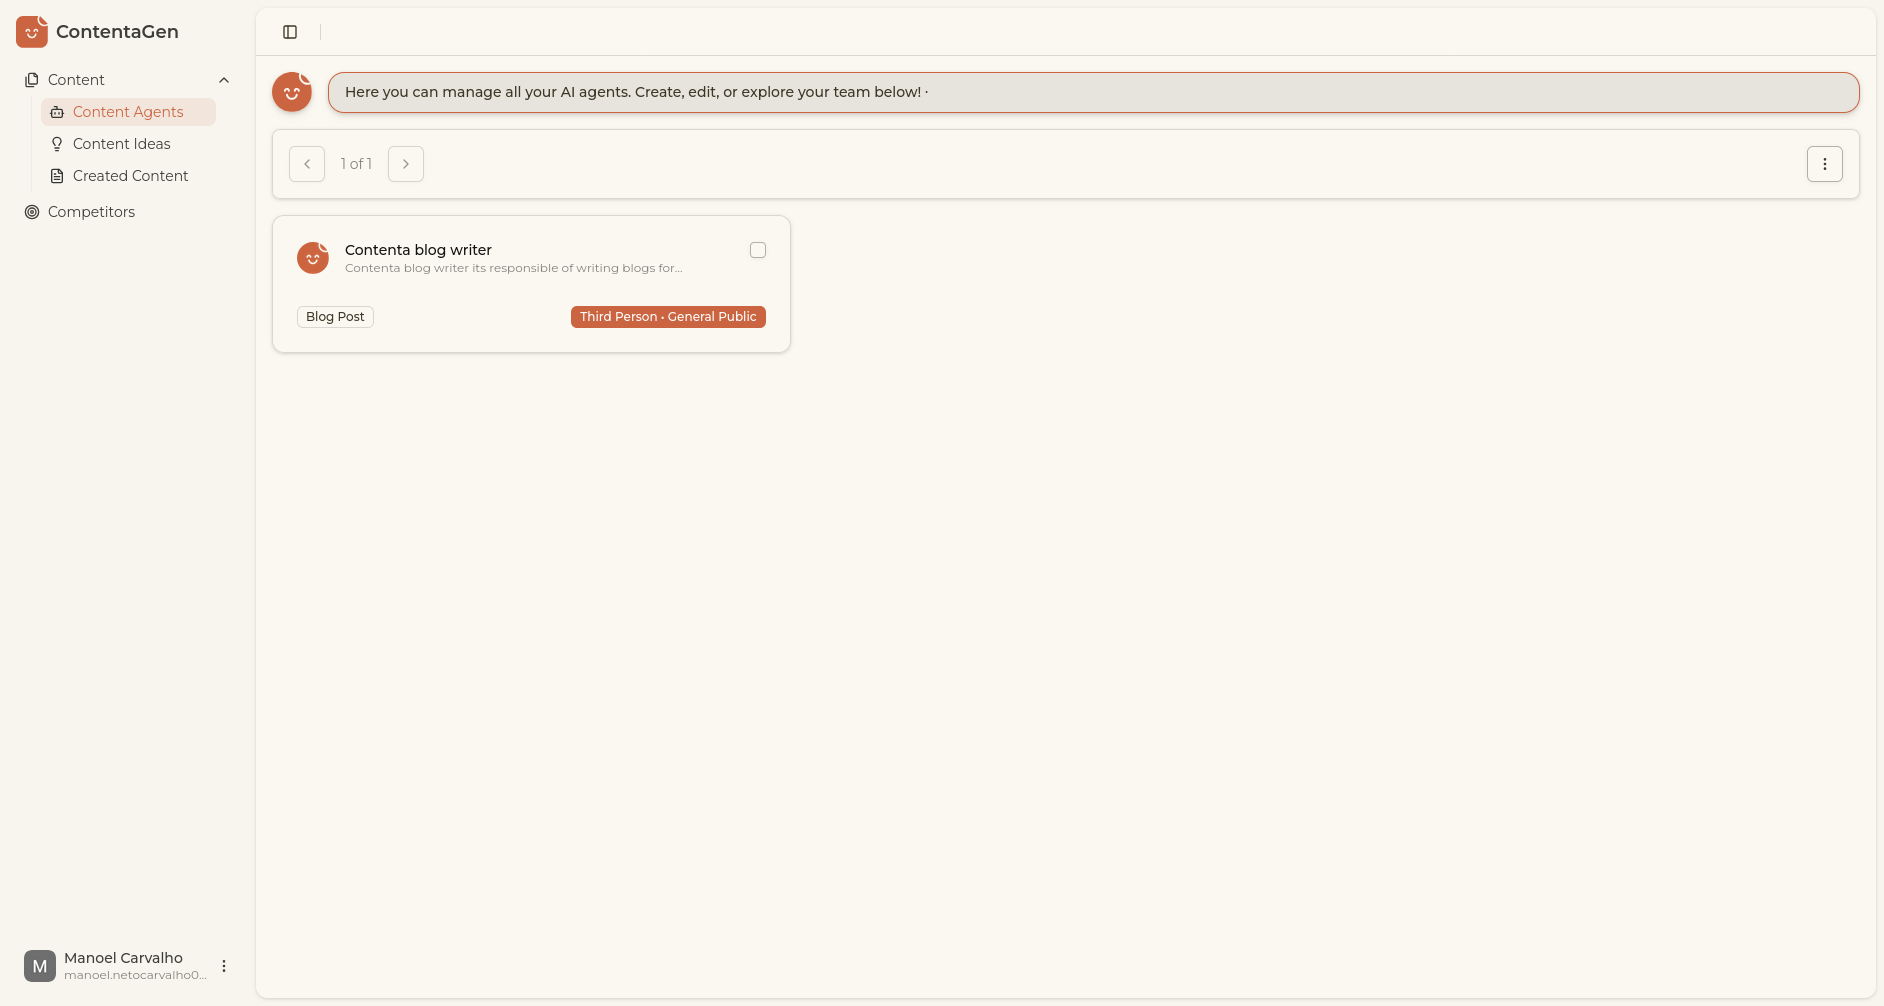 ContentaGen
Content
Content Agents
Content Ideas
Created Content
Competitors
Here you can manage all your AI agents. Create, edit, or explore your team below! ·
1 of 1
Contenta blog writer
Contenta blog writer its responsible of writing blogs for...
Blog Post
Third Person • General Public
M
Manoel Carvalho
manoel.netocarvalho0...